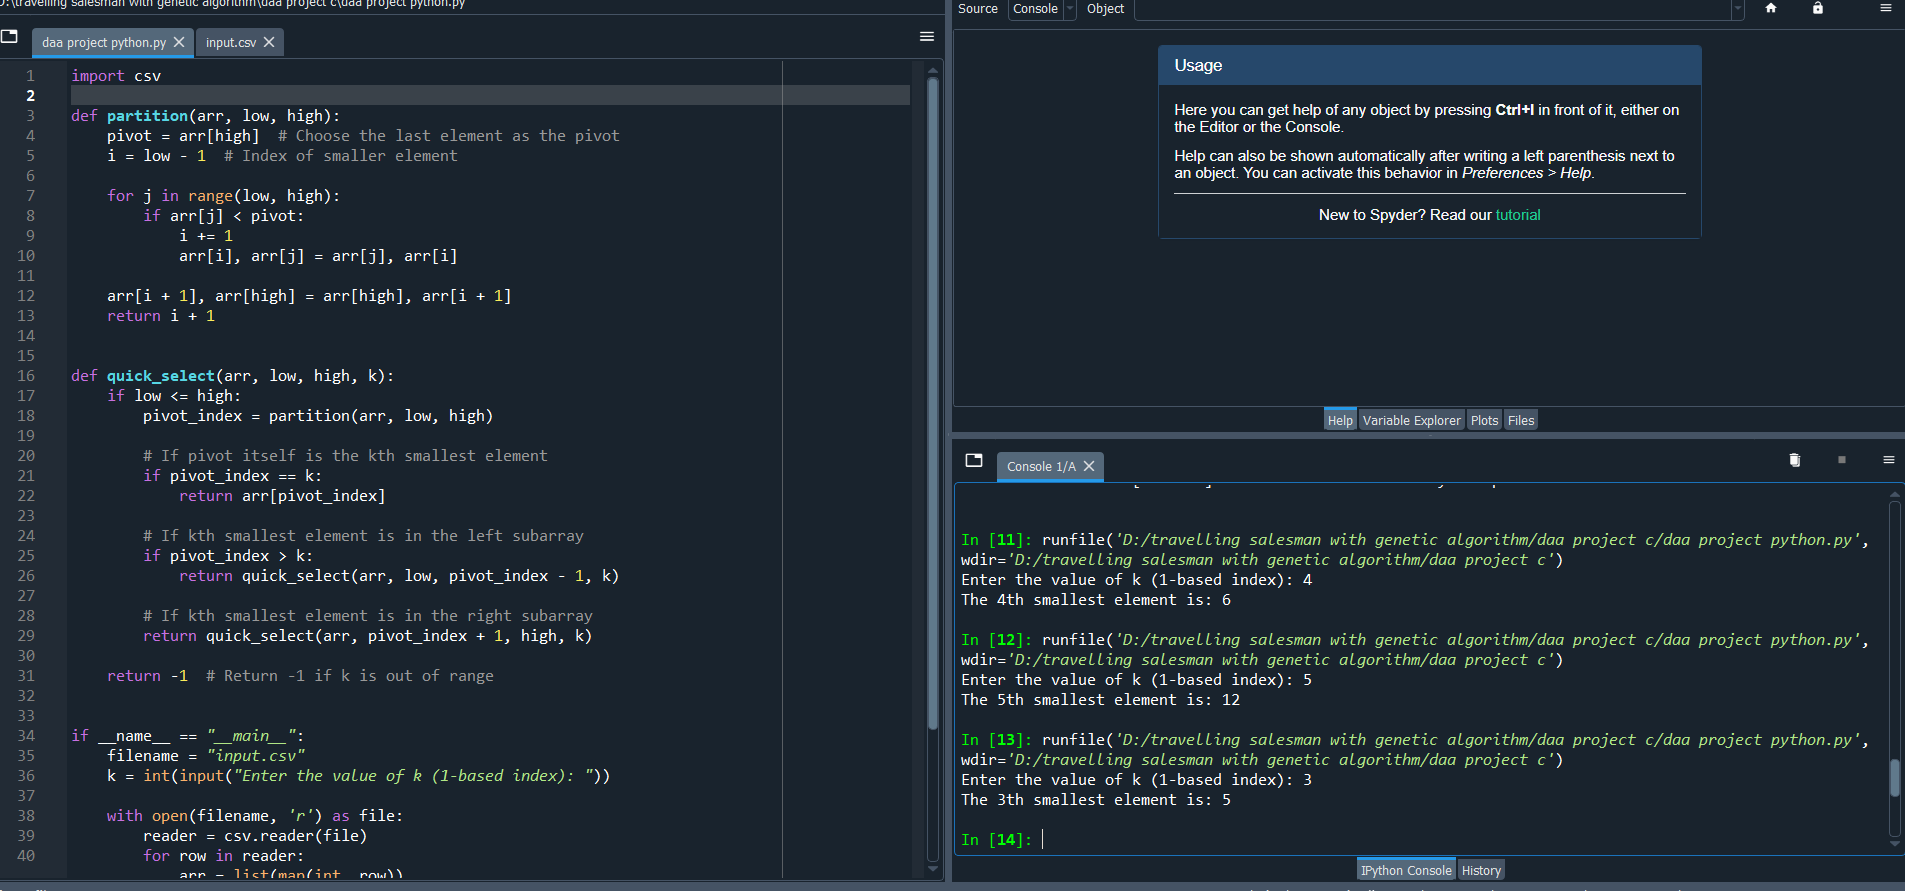 D:\travelling salesman with genetic algorithm\daa project c\daa project python.py
daa project python.py
input.csv
1 import csv
2
3 def partition(arr, low, high):
4 pivot = arr[high]  # Choose the last element as the pivot
5 i = low - 1  # Index of smaller element
6
7 for j in range(low, high):
8 if arr[j] < pivot:
9 i += 1
10 arr[i], arr[j] = arr[j], arr[i]
11
12 arr[i + 1], arr[high] = arr[high], arr[i + 1]
13 return i + 1
14
15
16 def quick_select(arr, low, high, k):
17 if low <= high:
18 pivot_index = partition(arr, low, high)
19
20 # If pivot itself is the kth smallest element
21 if pivot_index == k:
22 return arr[pivot_index]
23
24 # If kth smallest element is in the left subarray
25 if pivot_index > k:
26 return quick_select(arr, low, pivot_index - 1, k)
27
28 # If kth smallest element is in the right subarray
29 return quick_select(arr, pivot_index + 1, high, k)
30
31 return -1  # Return -1 if k is out of range
32
33
34 if __name__ == "__main__":
35 filename = "input.csv"
36 k = int(input("Enter the value of k (1-based index): "))
37
38 with open(filename, 'r') as file:
39 reader = csv.reader(file)
40 for row in reader:
arr = list(map(int, row))
Source Console Object
Usage
Here you can get help of any object by pressing Ctrl+I in front of it, either on
the Editor or the Console.
Help can also be shown automatically after writing a left parenthesis next to
an object. You can activate this behavior in Preferences > Help.
New to Spyder? Read our tutorial
Help Variable Explorer Plots Files
Console 1/A
In [11]: runfile('D:/travelling salesman with genetic algorithm/daa project c/daa project python.py',
wdir='D:/travelling salesman with genetic algorithm/daa project c')
Enter the value of k (1-based index): 4
The 4th smallest element is: 6
In [12]: runfile('D:/travelling salesman with genetic algorithm/daa project c/daa project python.py',
wdir='D:/travelling salesman with genetic algorithm/daa project c')
Enter the value of k (1-based index): 5
The 5th smallest element is: 12
In [13]: runfile('D:/travelling salesman with genetic algorithm/daa project c/daa project python.py',
wdir='D:/travelling salesman with genetic algorithm/daa project c')
Enter the value of k (1-based index): 3
The 3th smallest element is: 5
In [14]:
IPython Console History